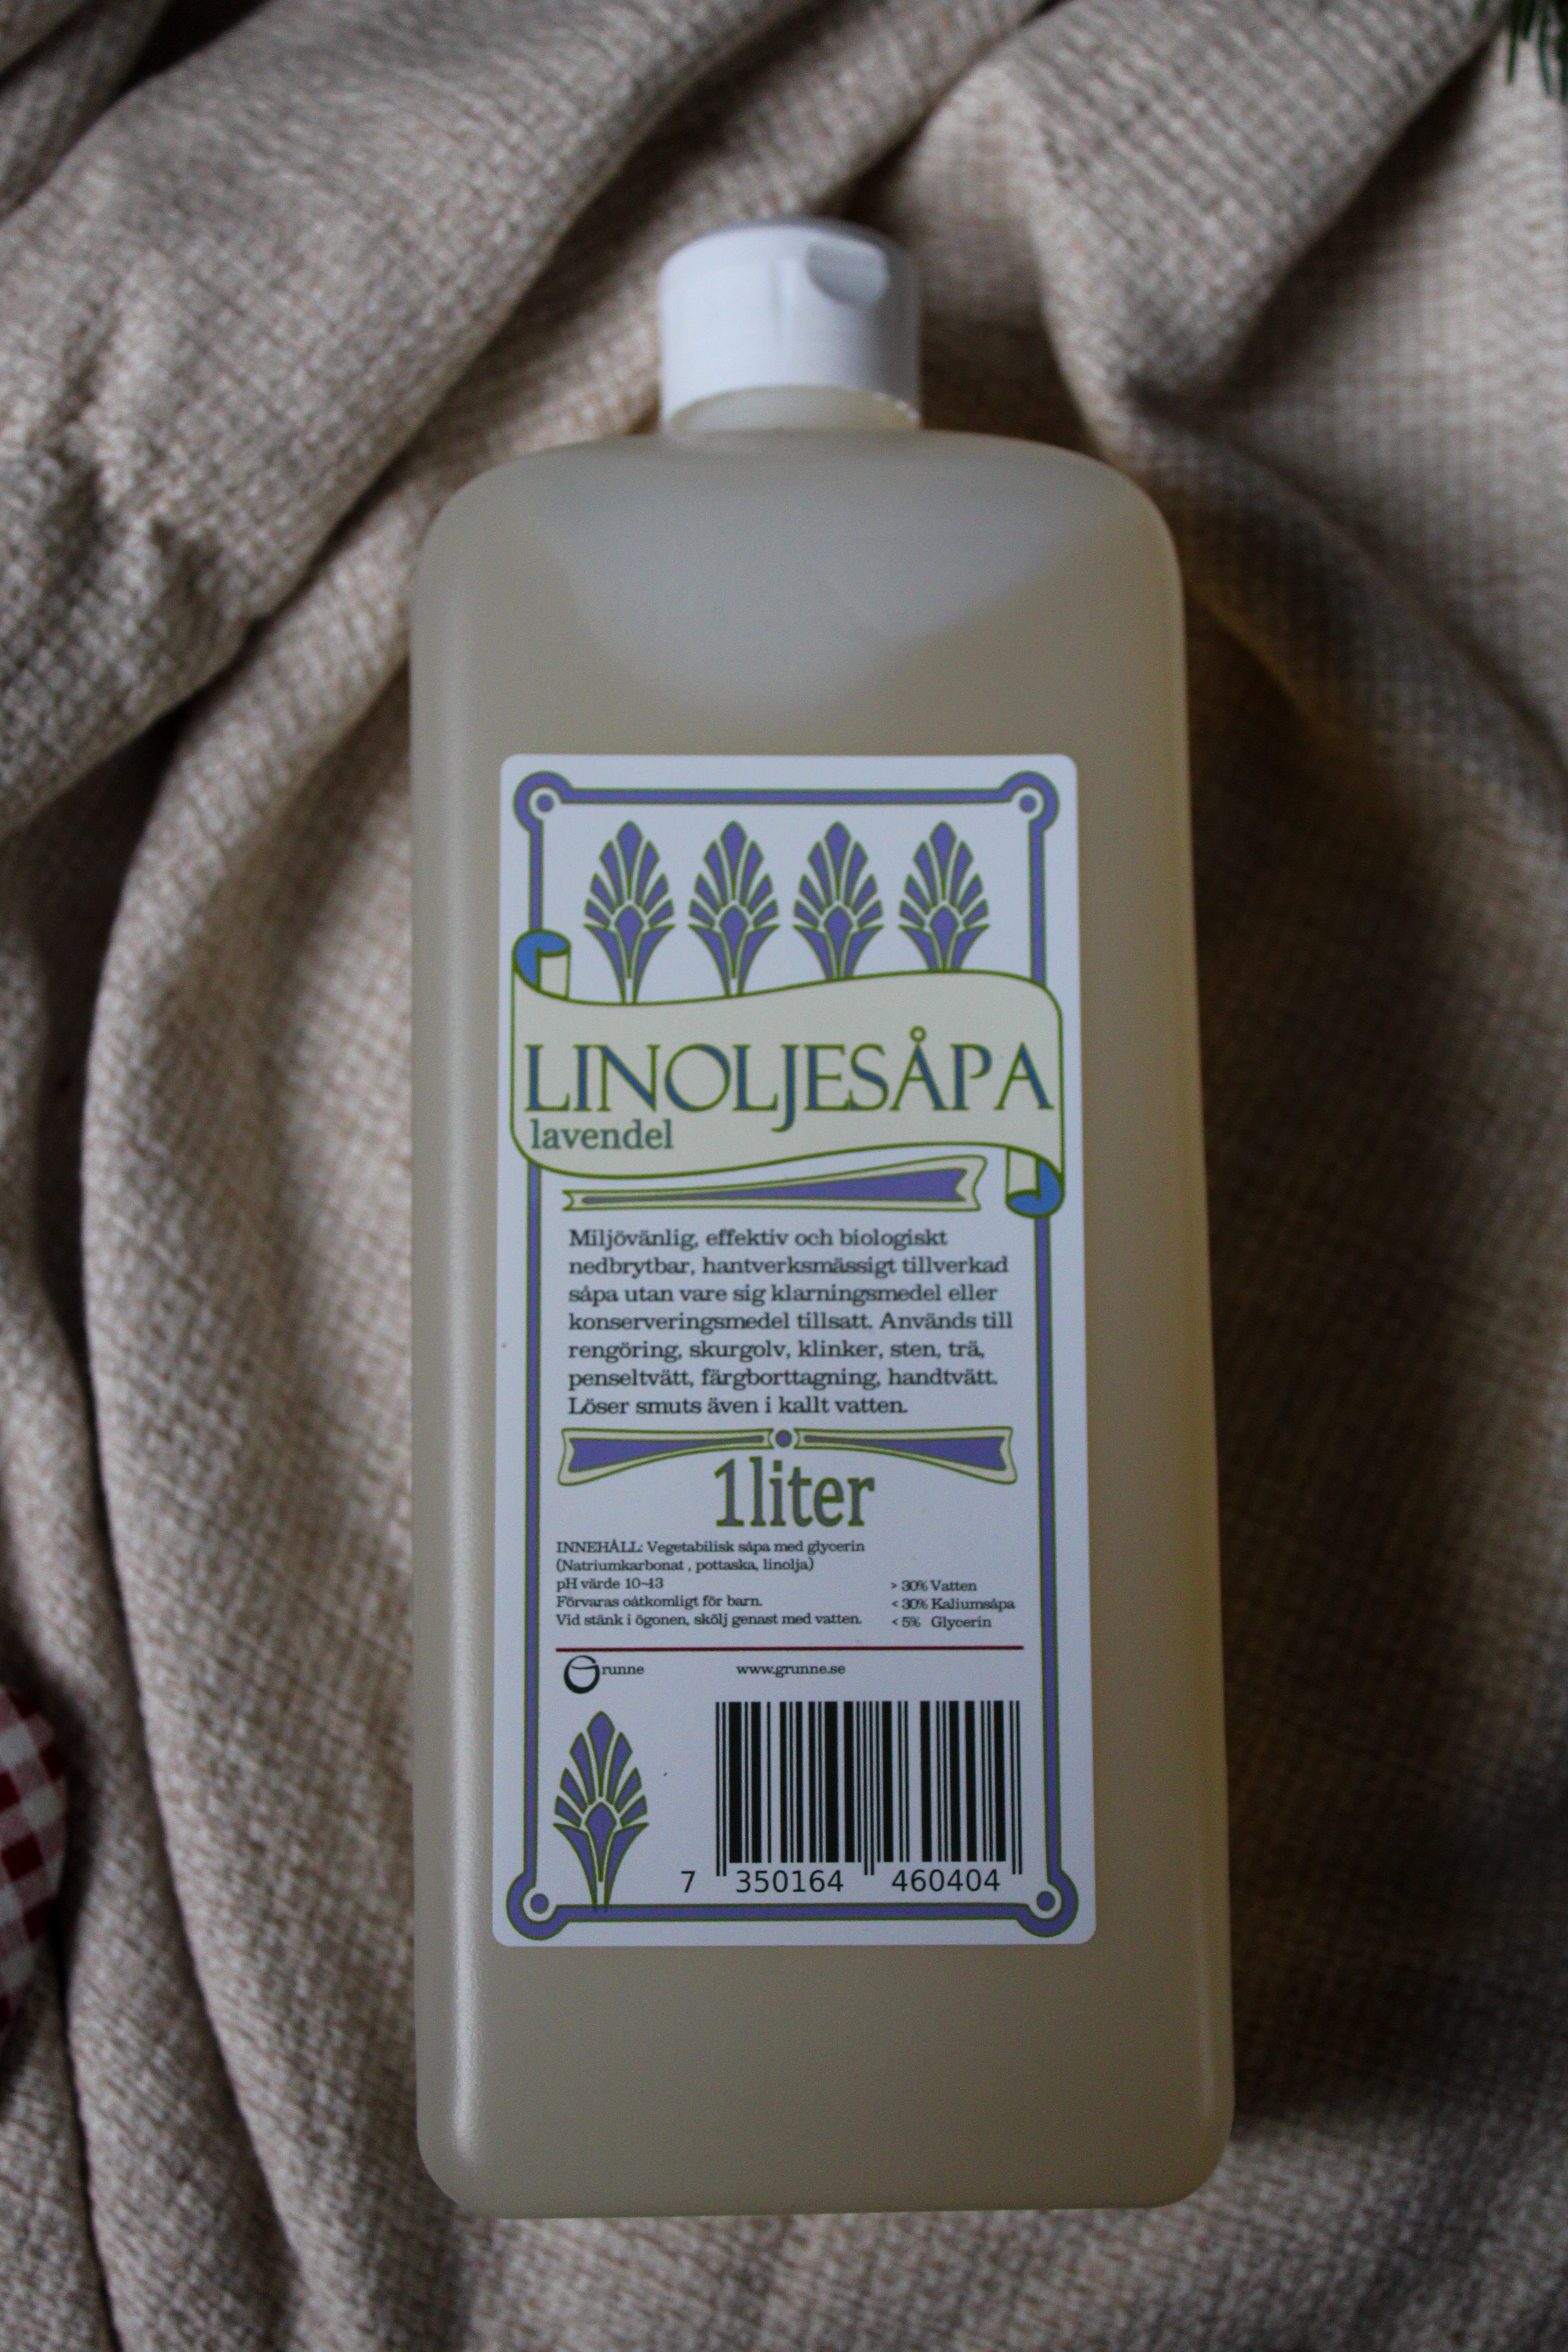 LINOLJESÅPA
lavendel
Miljövänlig, effektiv och biologiskt
nedbrytbar, hantverksmässigt tillverkad
såpa utan vare sig klarningsmedel eller
konserveringsmedel tillsatt. Används till
rengöring, skurgolv, klinker, sten, trä,
penseltvätt, färgborttagning, handtvätt.
Löser smuts även i kallt vatten.
1liter
INNEHÅLL: Vegetabilisk såpa med glycerin
(Natriumkarbonat , pottaska, linolja)
pH värde 10-13
Förvaras oåtkomligt för barn.
Vid stänk i ögonen, skölj genast med vatten.
> 30% Vatten
< 30% Kaliumsåpa
< 5% Glycerin
Grunne
www.grunne.se
7 350164 460404